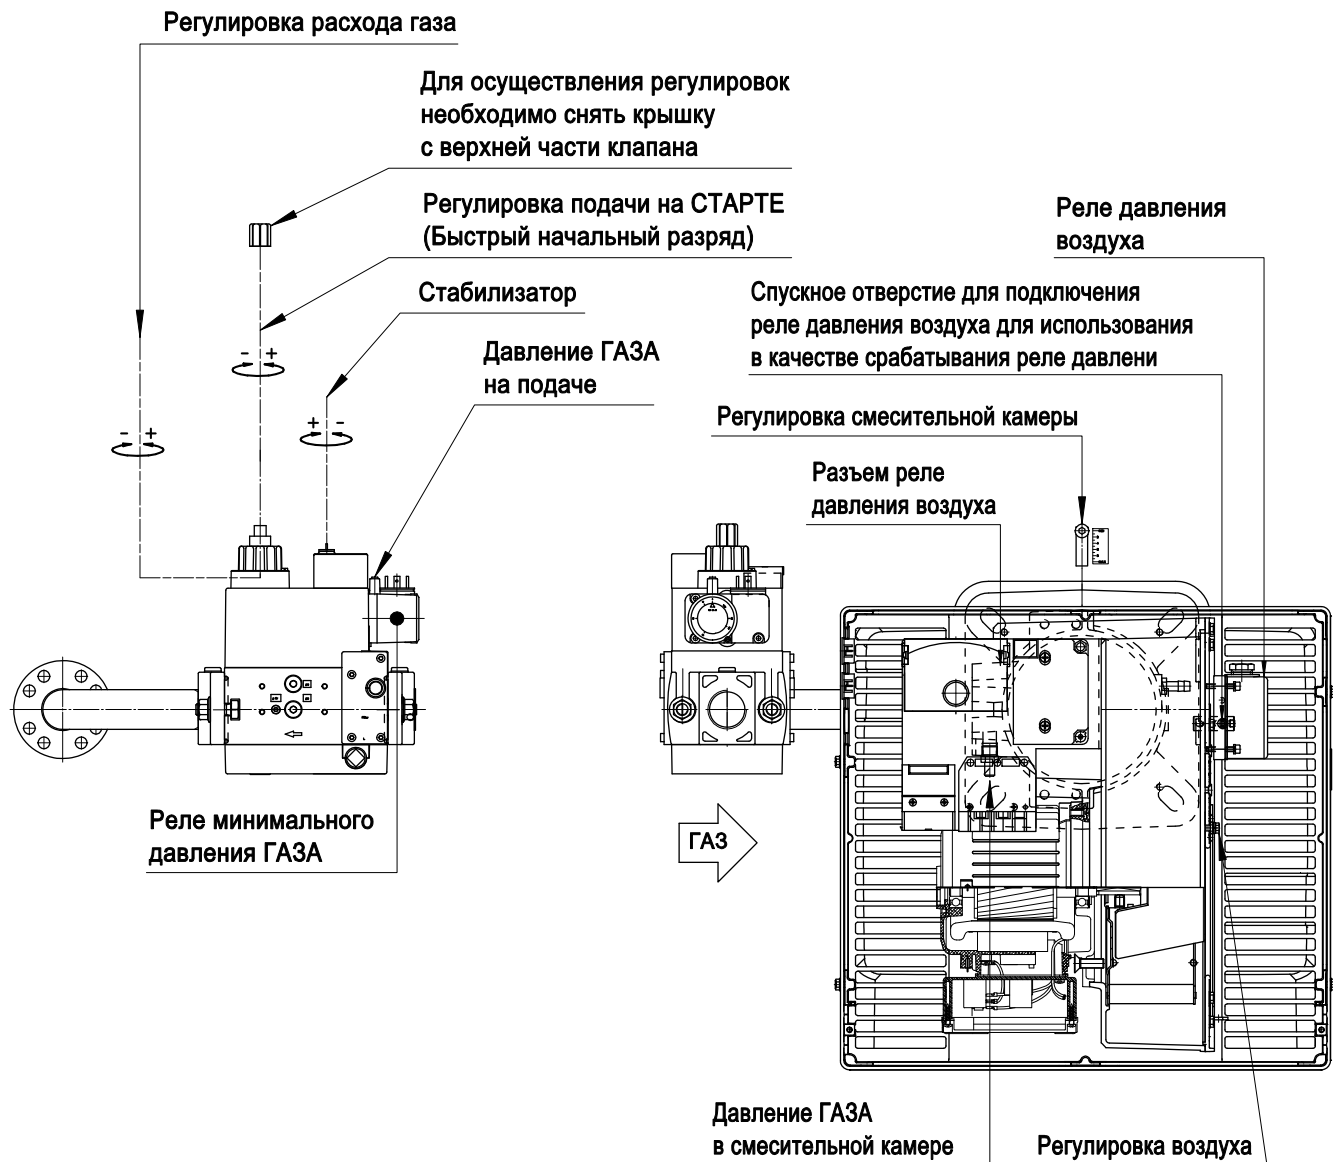 Регулировка расхода газа
Для осуществления регулировок
необходимо снять крышку
с верхней части клапана
Регулировка подачи на СТАРТЕ
(Быстрый начальный разряд)
Реле давления
воздуха
Стабилизатор
Спускное отверстие для подключения
реле давления воздуха для использования
в качестве срабатывания реле давлени
Давление ГАЗА
на подаче
- +
Регулировка смесительной камеры
- +
+ -
Разъем реле
давления воздуха
Реле минимального
давления ГАЗА
ГАЗ
Давление ГАЗА
в смесительной камере
Регулировка воздуха